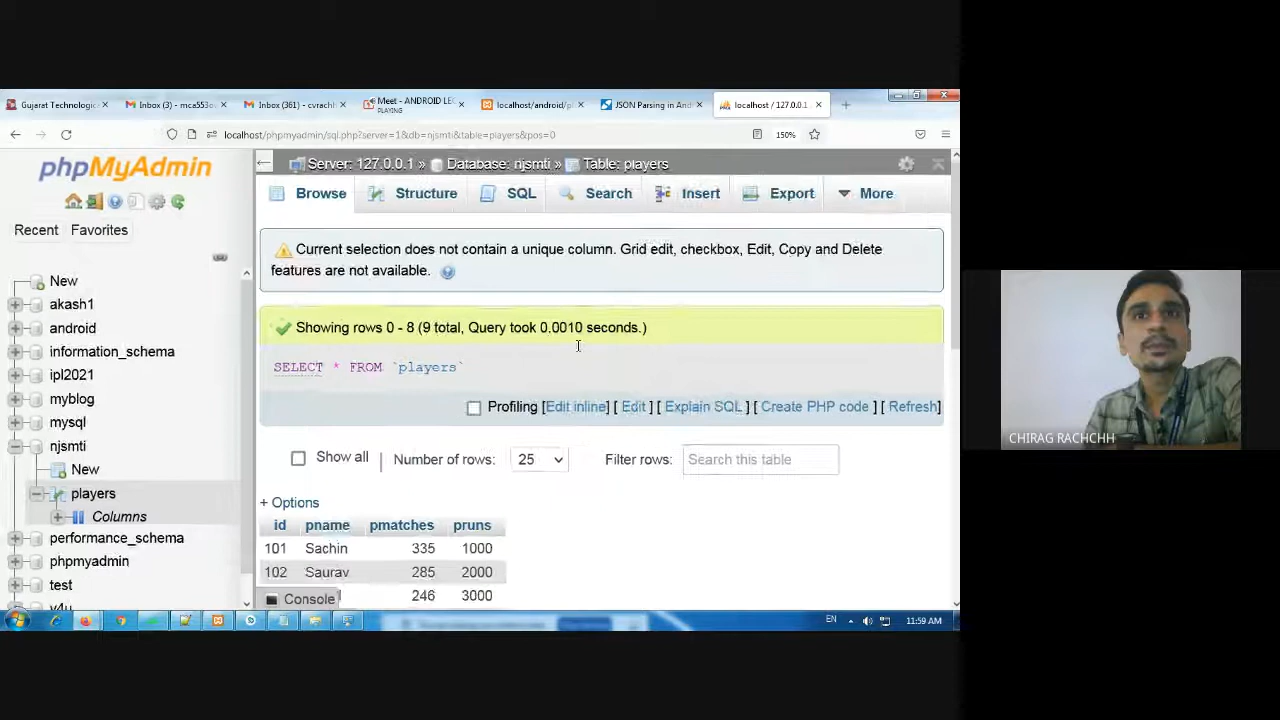 Gujarat Technologic
Inbox (3) - mca553o
Inbox (361) - cvrachh
Meet - ANDROID LEC
PLAYING
localhost/android/pl
JSON Parsing in And
localhost / 127.0.0.1
localhost/phpmyadmin/sql.php?server=1&db=njsmti&table=players&pos=0
150%
phpMyAdmin
Recent Favorites
New
akash1
android
information_schema
ipl2021
myblog
mysql
njsmti
New
players
Columns
performance_schema
phpmyadmin
test
Server: 127.0.0.1 » Database: njsmti » Table: players
Browse Structure SQL Search Insert Export More
Current selection does not contain a unique column. Grid edit, checkbox, Edit, Copy and Delete
features are not available.
Showing rows 0 - 8 (9 total, Query took 0.0010 seconds.)
SELECT * FROM `players`
Profiling [Edit inline] [ Edit ] [ Explain SQL ] [ Create PHP code ] [ Refresh]
Show all | Number of rows: 25 Filter rows: Search this table
+ Options
id pname pmatches pruns
101 Sachin 335 1000
102 Saurav 285 2000
246 3000
Console
EN
11:59 AM
CHIRAG RACHCHH